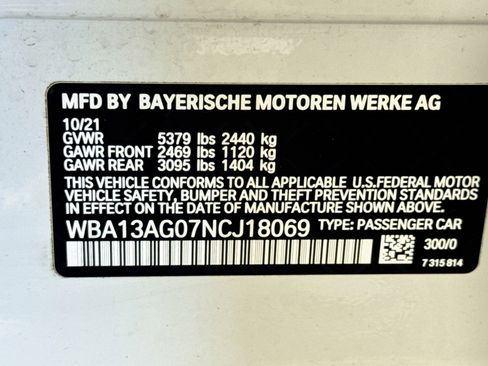 MFD BY BAYERISCHE MOTOREN WERKE AG
10/21
GVWR 5379 lbs 2440 kg
GAWR FRONT 2469 lbs 1120 kg
GAWR REAR 3095 lbs 1404 kg
THIS VEHICLE CONFORMS TO ALL APPLICABLE U.S.FEDERAL MOTOR
VEHICLE SAFETY, BUMPER AND THEFT PREVENTION STANDARDS IN
EFFECT ON THE DATE OF MANUFACTURE SHOWN ABOVE.
WBA13AG07NCJ18069 TYPE: PASSENGER CAR
300/0
7 315 814